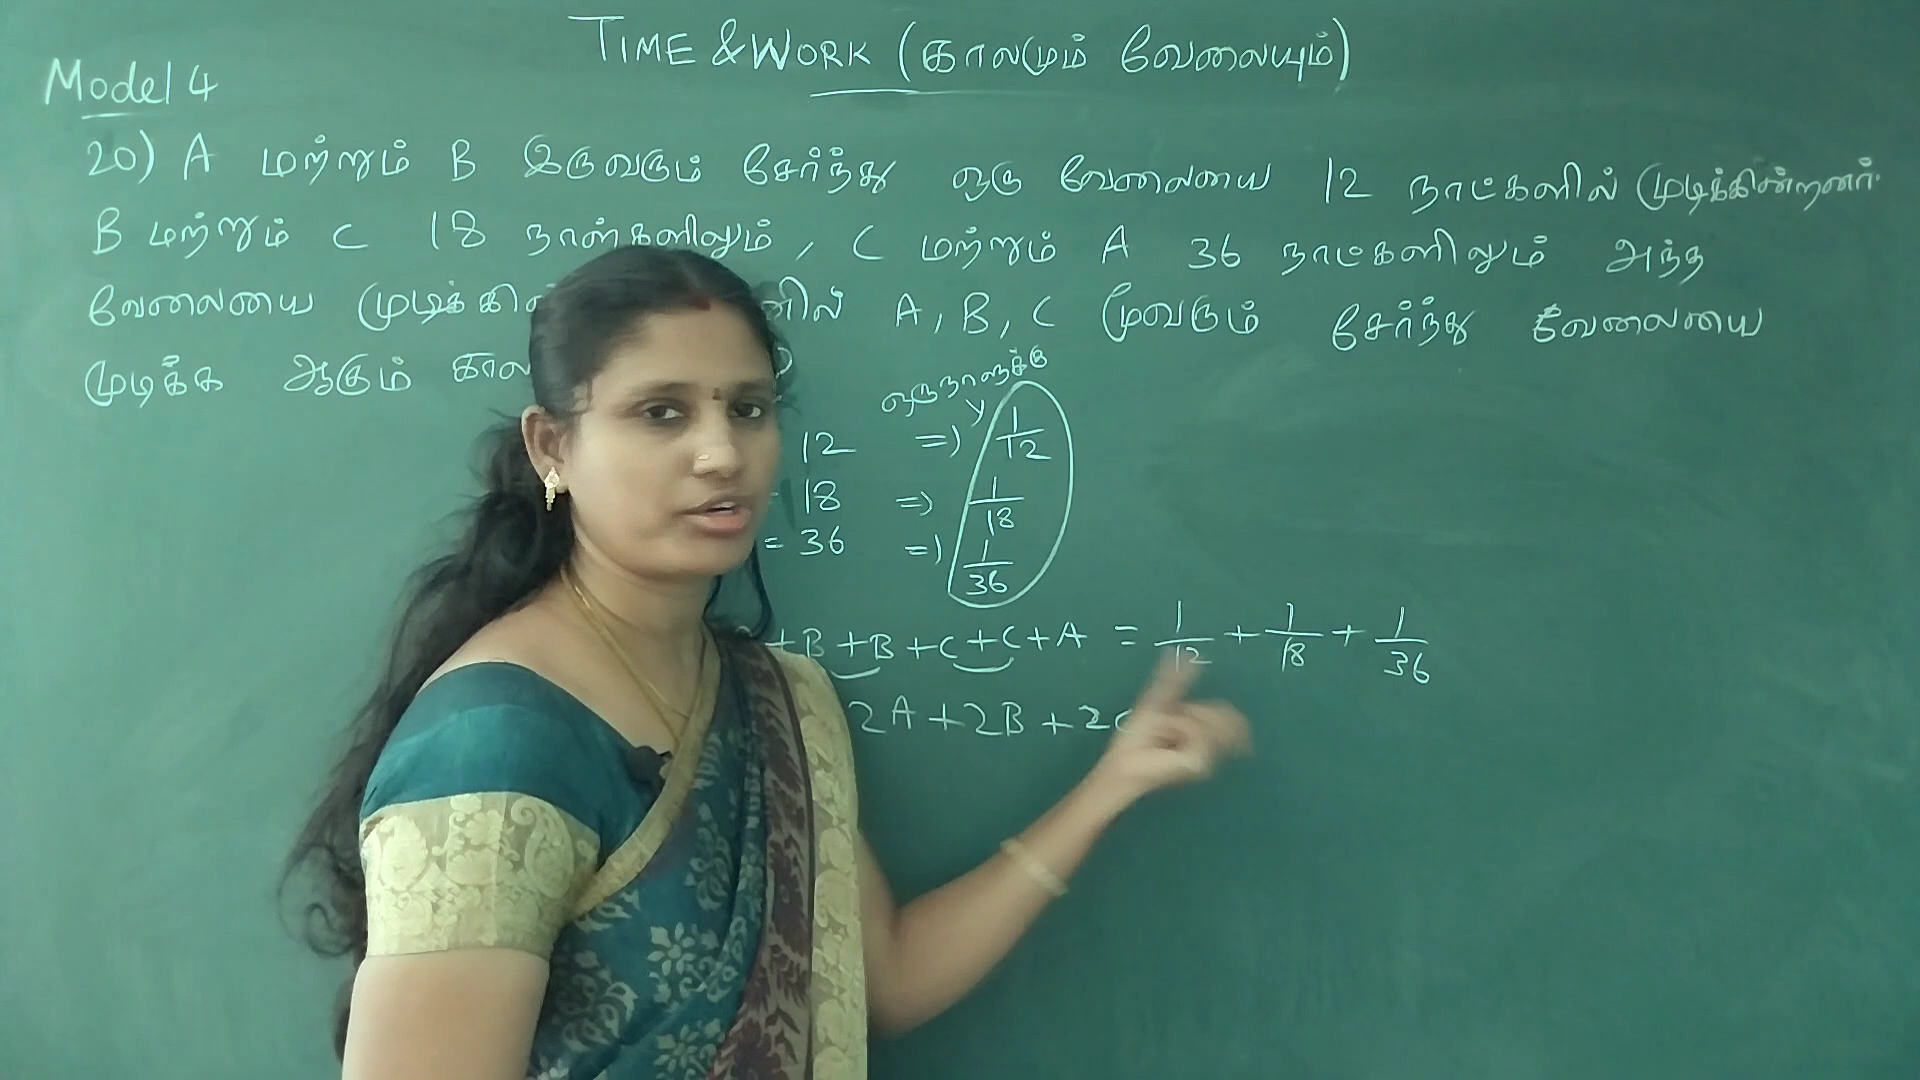 TIME & WORK (காலமும் வேலையும்)
Model 4
20) A மற்றும் B இருவரும் சேர்ந்து ஒரு வேலையை 12 நாட்களில் முடிக்கின்றனர்.
B மற்றும் C 18 நாள்களிலும், C மற்றும் A 36 நாட்களிலும் அந்த
வேலையை A, B, C மூவரும் சேர்ந்து வேலையை
முடிக்க ஆகும்
ஒருநாளுக்கு
12 => 1/12
18 => 1/18
= 36 => 1/36
+B+B+C+C+A = 1/12 + 1/18 + 1/36
2A+2B+2C